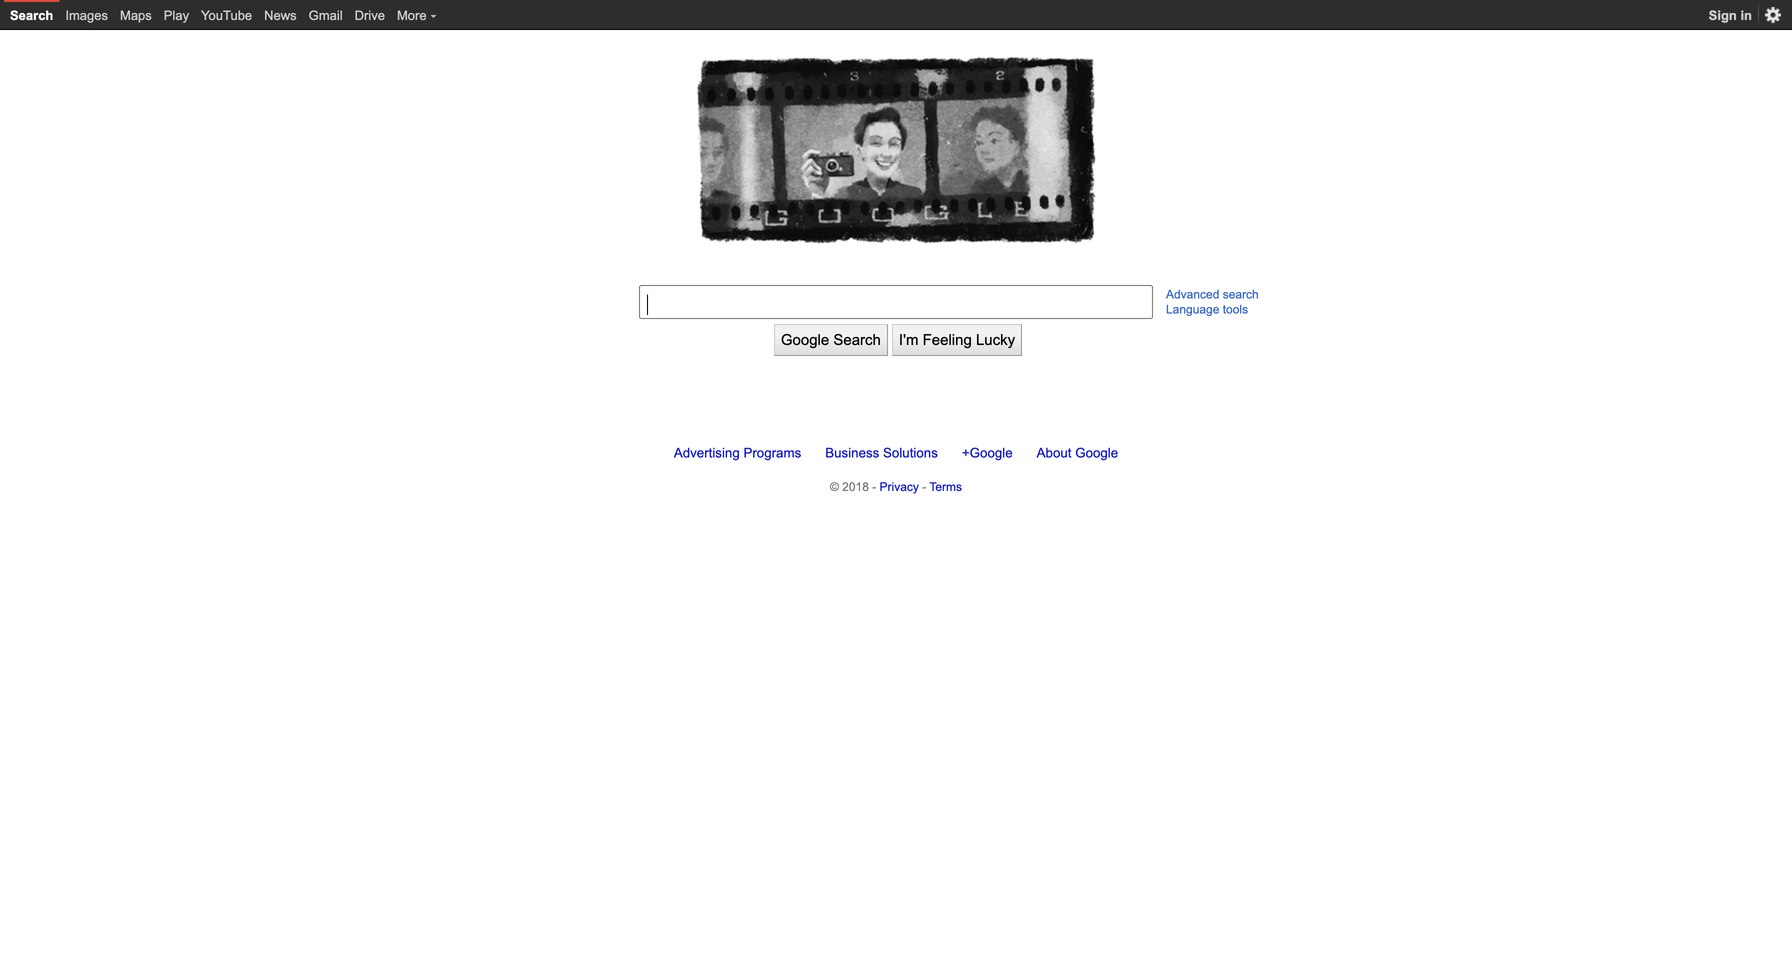 Search Images Maps Play YouTube News Gmail Drive More Sign in
3 2
G O O G L E
Advanced search
Language tools
Google Search I'm Feeling Lucky
Advertising Programs Business Solutions +Google About Google
© 2018 - Privacy - Terms